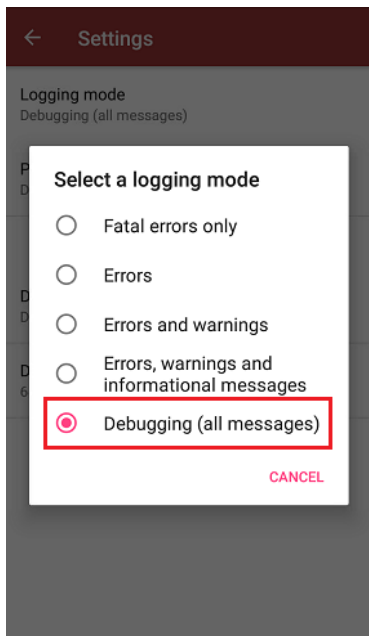 Settings
Logging mode
Debugging (all messages)
P
D
Select a logging mode
Fatal errors only
Errors
Errors and warnings
Errors, warnings and
informational messages
Debugging (all messages)
D
D
D
6
CANCEL